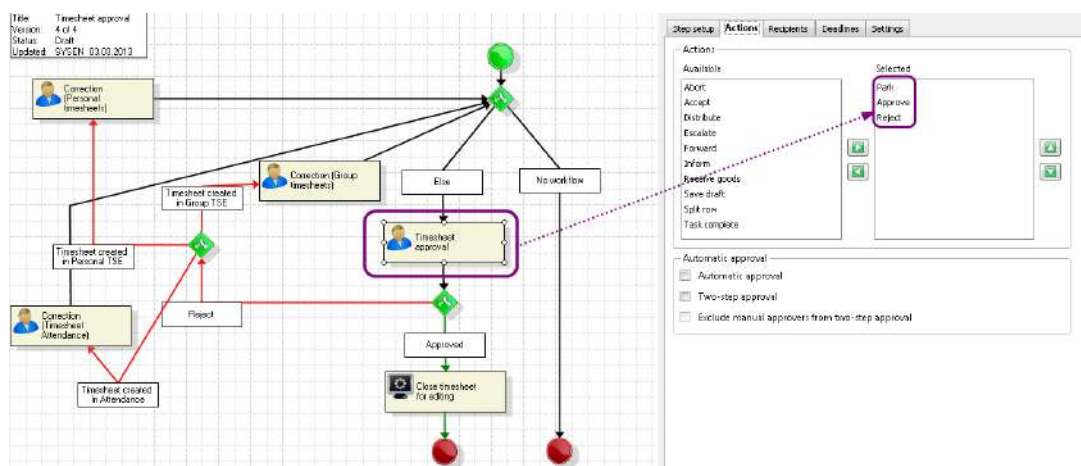 Title: Timesheet approval
Version: 4 of 4
Status: Draft
Updated: SYSEN 03.03.2013
Correction
(Personal
timesheets)
Correction (Group
timesheets)
Timesheet created
in Group TSE
Else
No workflow
Timesheet
approval
Timesheet created
in Personal TSE
Correction
(Timesheet
Attendance)
Reject
Approved
Timesheet created
in Attendance
Close timesheet
for editing
Step setup
Actions
Recipients
Deadlines
Settings
Actions
Available
Abort
Accept
Distribute
Escalate
Forward
Inform
Receive goods
Save draft
Split row
Task complete
Selected
Park
Approve
Reject
Automatic approval
Automatic approval
Two-step approval
Exclude manual approvers from two-step approval